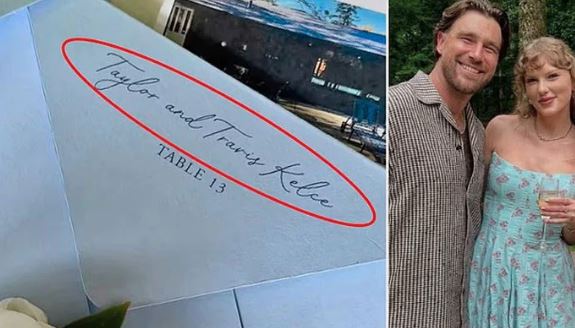 Taylor and Travis Kelce
TABLE 13